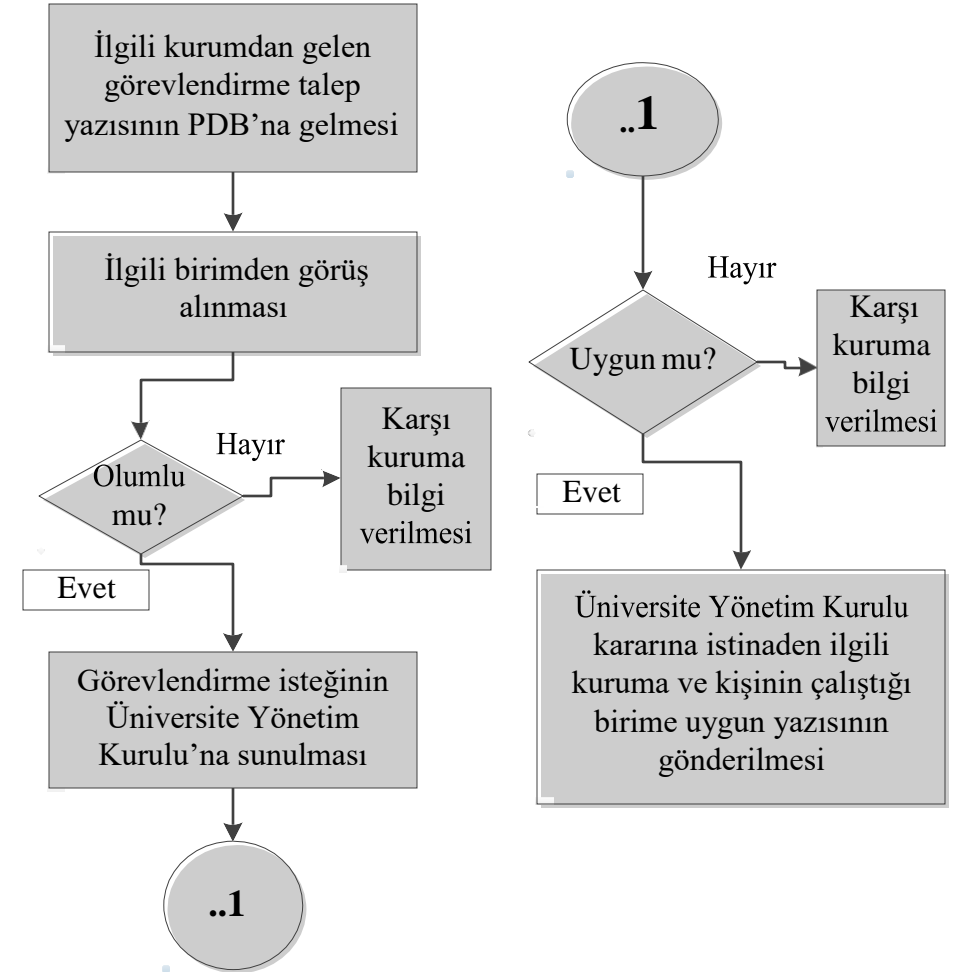 İlgili kurumdan gelen
görevlendirme talep
yazısının PDB’na gelmesi
İlgili birimden görüş
alınması
Olumlu
mu?
Hayır
Karşı
kuruma
bilgi
verilmesi
Evet
Görevlendirme isteğinin
Üniversite Yönetim
Kurulu’na sunulması
..1
..1
Uygun mu?
Hayır
Karşı
kuruma
bilgi
verilmesi
Evet
Üniversite Yönetim Kurulu
kararına istinaden ilgili
kuruma ve kişinin çalıştığı
birime uygun yazısının
gönderilmesi